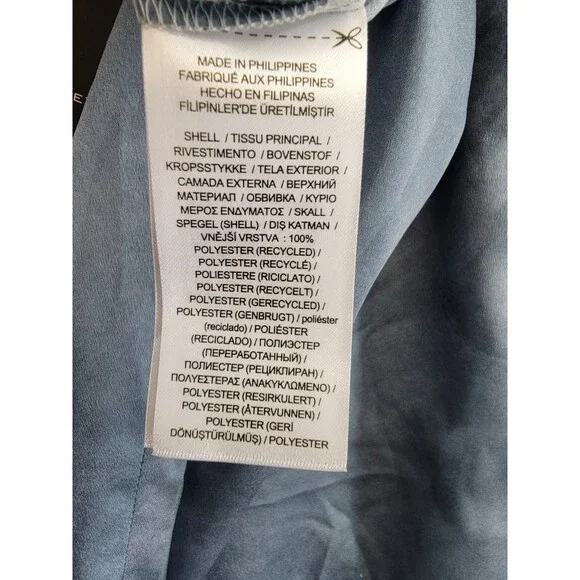 MADE IN PHILIPPINES
FABRIQUÉ AUX PHILIPPINES
HECHO EN FILIPINAS
FİLİPİNLER'DE ÜRETİLMİŞTİR
SHELL / TISSU PRINCIPAL /
RIVESTIMENTO / BOVENSTOF /
KROPSSTYKKE / TELA EXTERIOR /
CAMADA EXTERNA / ВЕРХНИЙ
МАТЕРИАЛ / ОБВИВКА / ΚΥΡΙΟ
ΜΕΡΟΣ ΕΝΔΥΜΑΤΟΣ / SKALL /
SPEGEL (SHELL) / DIŞ KATMAN /
VNĚJŠÍ VRSTVA : 100%
POLYESTER (RECYCLED) /
POLYESTER (RECYCLÉ) /
POLIESTERE (RICICLATO) /
POLYESTER (RECYCELT) /
POLYESTER (GERECYCLED) /
POLYESTER (GENBRUGT) / poliéster
(reciclado) / POLIÉSTER
(RECICLADO) / ПОЛИЭСТЕР
(ПЕРЕРАБОТАННЫЙ) /
ПОЛИЕСТЕР (РЕЦИКЛИРАН) /
ΠΟΛΥΕΣΤΕΡΑΣ (ΑΝΑΚΥΚΛΩΜΕΝΟ) /
POLYESTER (RESIRKULERT) /
POLYESTER (ÅTERVUNNEN) /
POLYESTER (GERİ
DÖNÜŞTÜRÜLMÜŞ) / POLYESTER